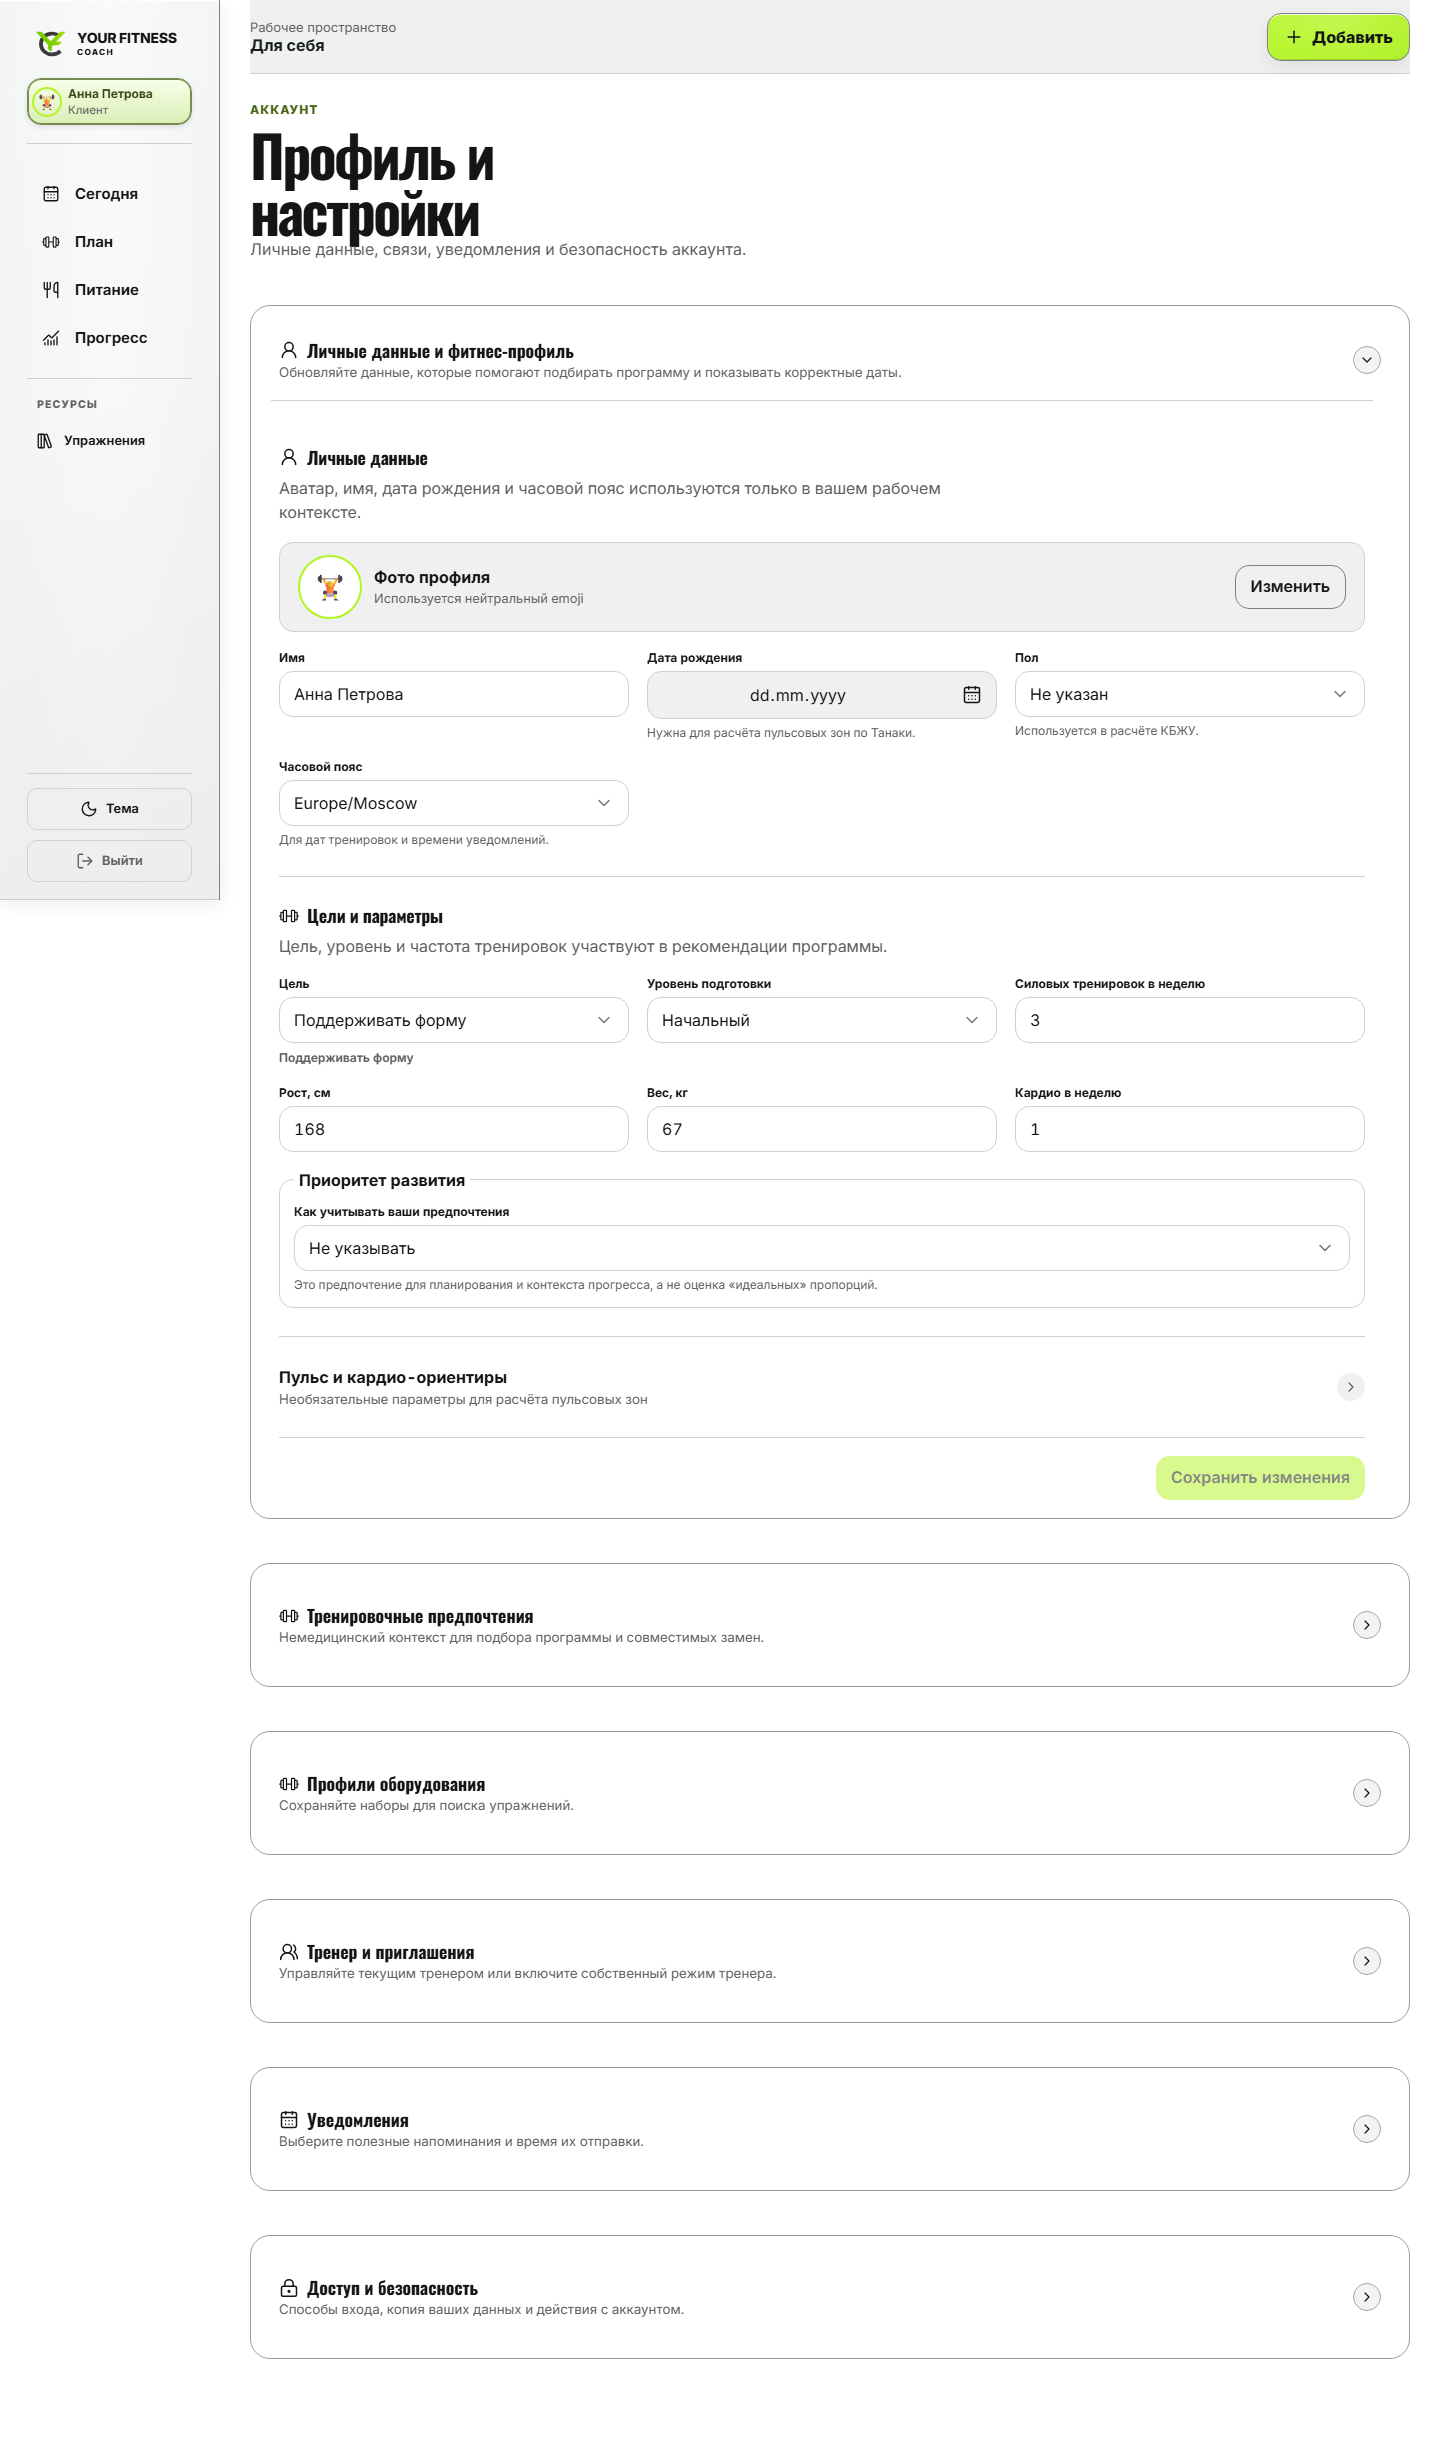 YOUR FITNESS
COACH
Анна Петрова
Клиент
Сегодня
План
Питание
Прогресс
РЕСУРСЫ
Упражнения
Тема
Выйти
Рабочее пространство
Для себя
Добавить
АККАУНТ
Профиль и
настройки
Личные данные, связи, уведомления и безопасность аккаунта.
Личные данные и фитнес-профиль
Обновляйте данные, которые помогают подбирать программу и показывать корректные даты.
Личные данные
Аватар, имя, дата рождения и часовой пояс используются только в вашем рабочем
контексте.
Фото профиля
Используется нейтральный emoji
Изменить
Имя
Анна Петрова
Дата рождения
dd.mm.yyyy
Нужна для расчёта пульсовых зон по Танаки.
Пол
Не указан
Используется в расчёте КБЖУ.
Часовой пояс
Europe/Moscow
Для дат тренировок и времени уведомлений.
Цели и параметры
Цель, уровень и частота тренировок участвуют в рекомендации программы.
Цель
Поддерживать форму
Поддерживать форму
Уровень подготовки
Начальный
Силовых тренировок в неделю
3
Рост, см
168
Вес, кг
67
Кардио в неделю
1
Приоритет развития
Как учитывать ваши предпочтения
Не указывать
Это предпочтение для планирования и контекста прогресса, а не оценка «идеальных» пропорций.
Пульс и кардио-ориентиры
Необязательные параметры для расчёта пульсовых зон
Сохранить изменения
Тренировочные предпочтения
Немедицинский контекст для подбора программы и совместимых замен.
Профили оборудования
Сохраняйте наборы для поиска упражнений.
Тренер и приглашения
Управляйте текущим тренером или включите собственный режим тренера.
Уведомления
Выберите полезные напоминания и время их отправки.
Доступ и безопасность
Способы входа, копия ваших данных и действия с аккаунтом.